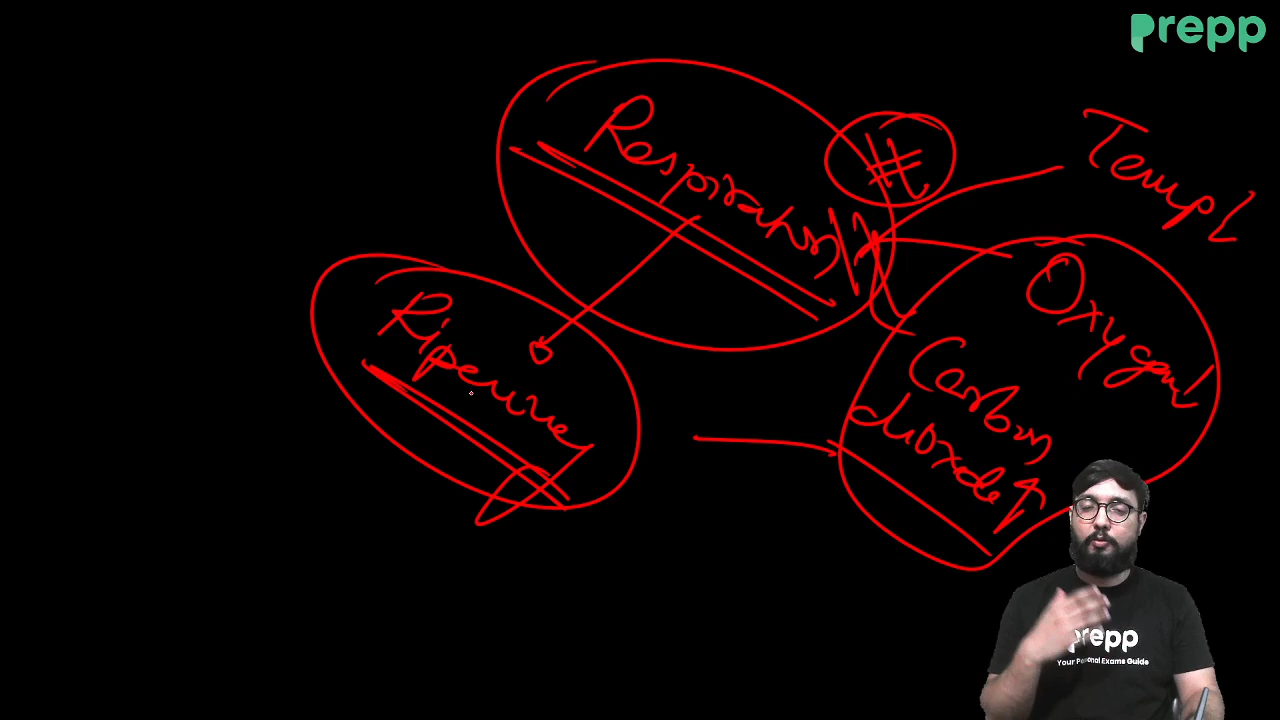 prepp
Respiration
#
Temp↓
Oxygen↓
Ripening
Carbon
dioxide↑
prepp
Your Personal Exams Guide